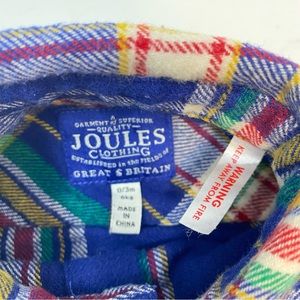 GARMENT of SUPERIOR
QUALITY
JOULES
CLOTHING
ESTABLISHED in the FIELDS of
GREAT BRITAIN
0/3m
6kg
MADE IN
CHINA
WARNING
KEEP AWAY
FROM FIRE